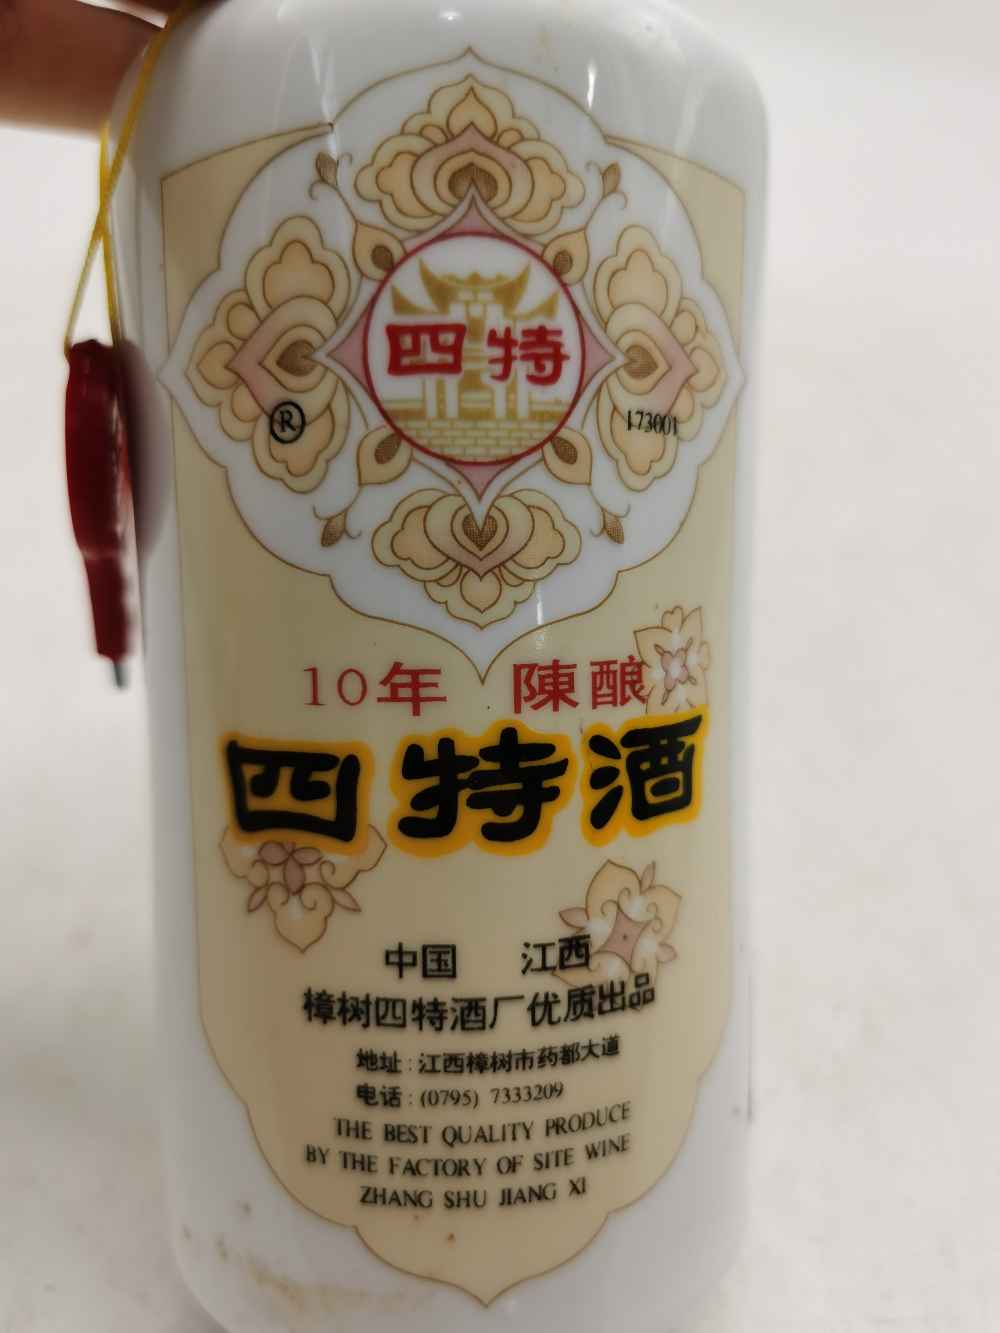 四特
®
173001
10年 陳酿
四特酒
中国 江西
樟树四特酒厂优质出品
地址:江西樟树市药都大道
电话:(0795) 7333209
THE BEST QUALITY PRODUCE
BY THE FACTORY OF SITE WINE
ZHANG SHU JIANG XI